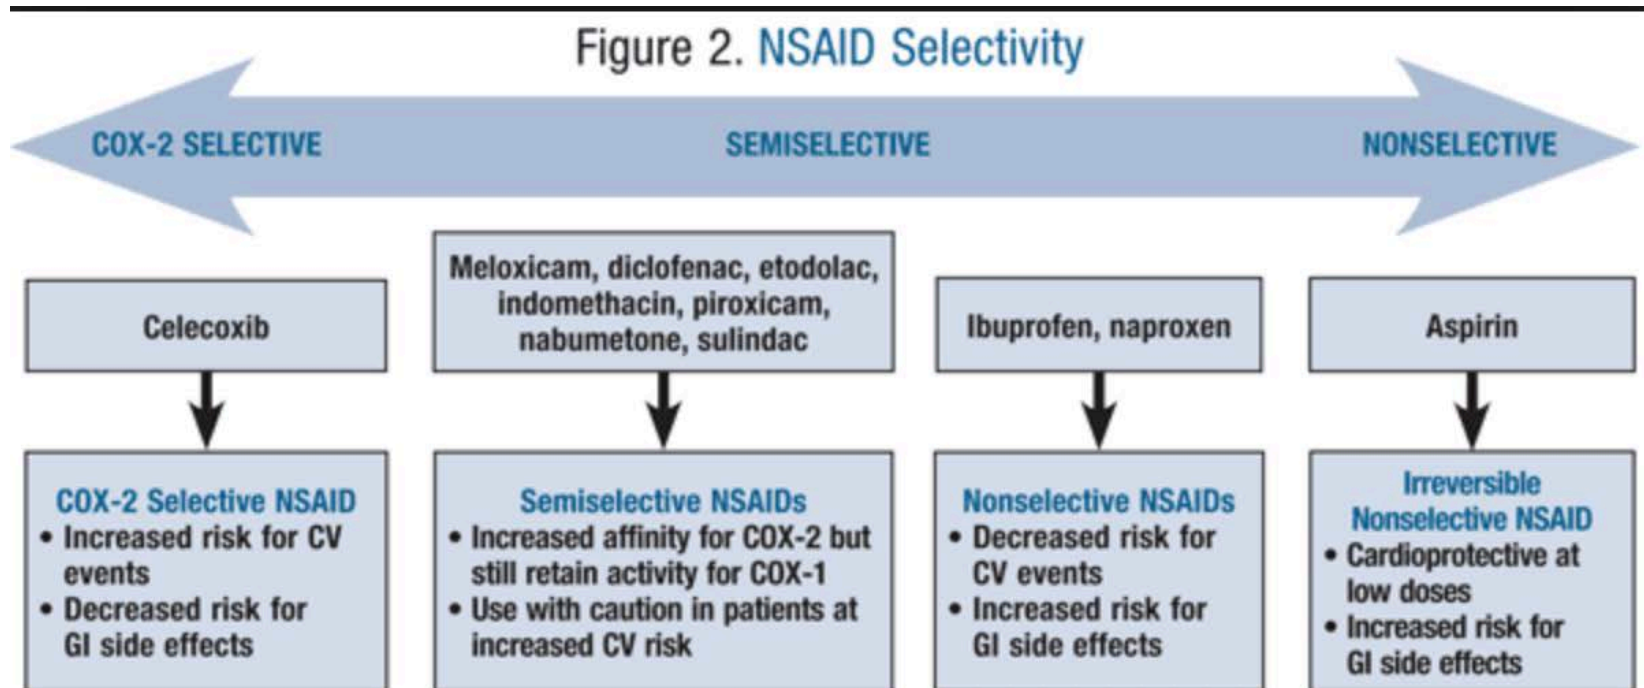 Figure 2. NSAID Selectivity
COX-2 SELECTIVE
SEMISELECTIVE
NONSELECTIVE
Celecoxib
Meloxicam, diclofenac, etodolac,
indomethacin, piroxicam,
nabumetone, sulindac
Ibuprofen, naproxen
Aspirin
COX-2 Selective NSAID
• Increased risk for CV
events
• Decreased risk for
GI side effects
Semiselective NSAIDs
• Increased affinity for COX-2 but
still retain activity for COX-1
• Use with caution in patients at
increased CV risk
Nonselective NSAIDs
• Decreased risk for
CV events
• Increased risk for
GI side effects
Irreversible
Nonselective NSAID
• Cardioprotective at
low doses
• Increased risk for
GI side effects